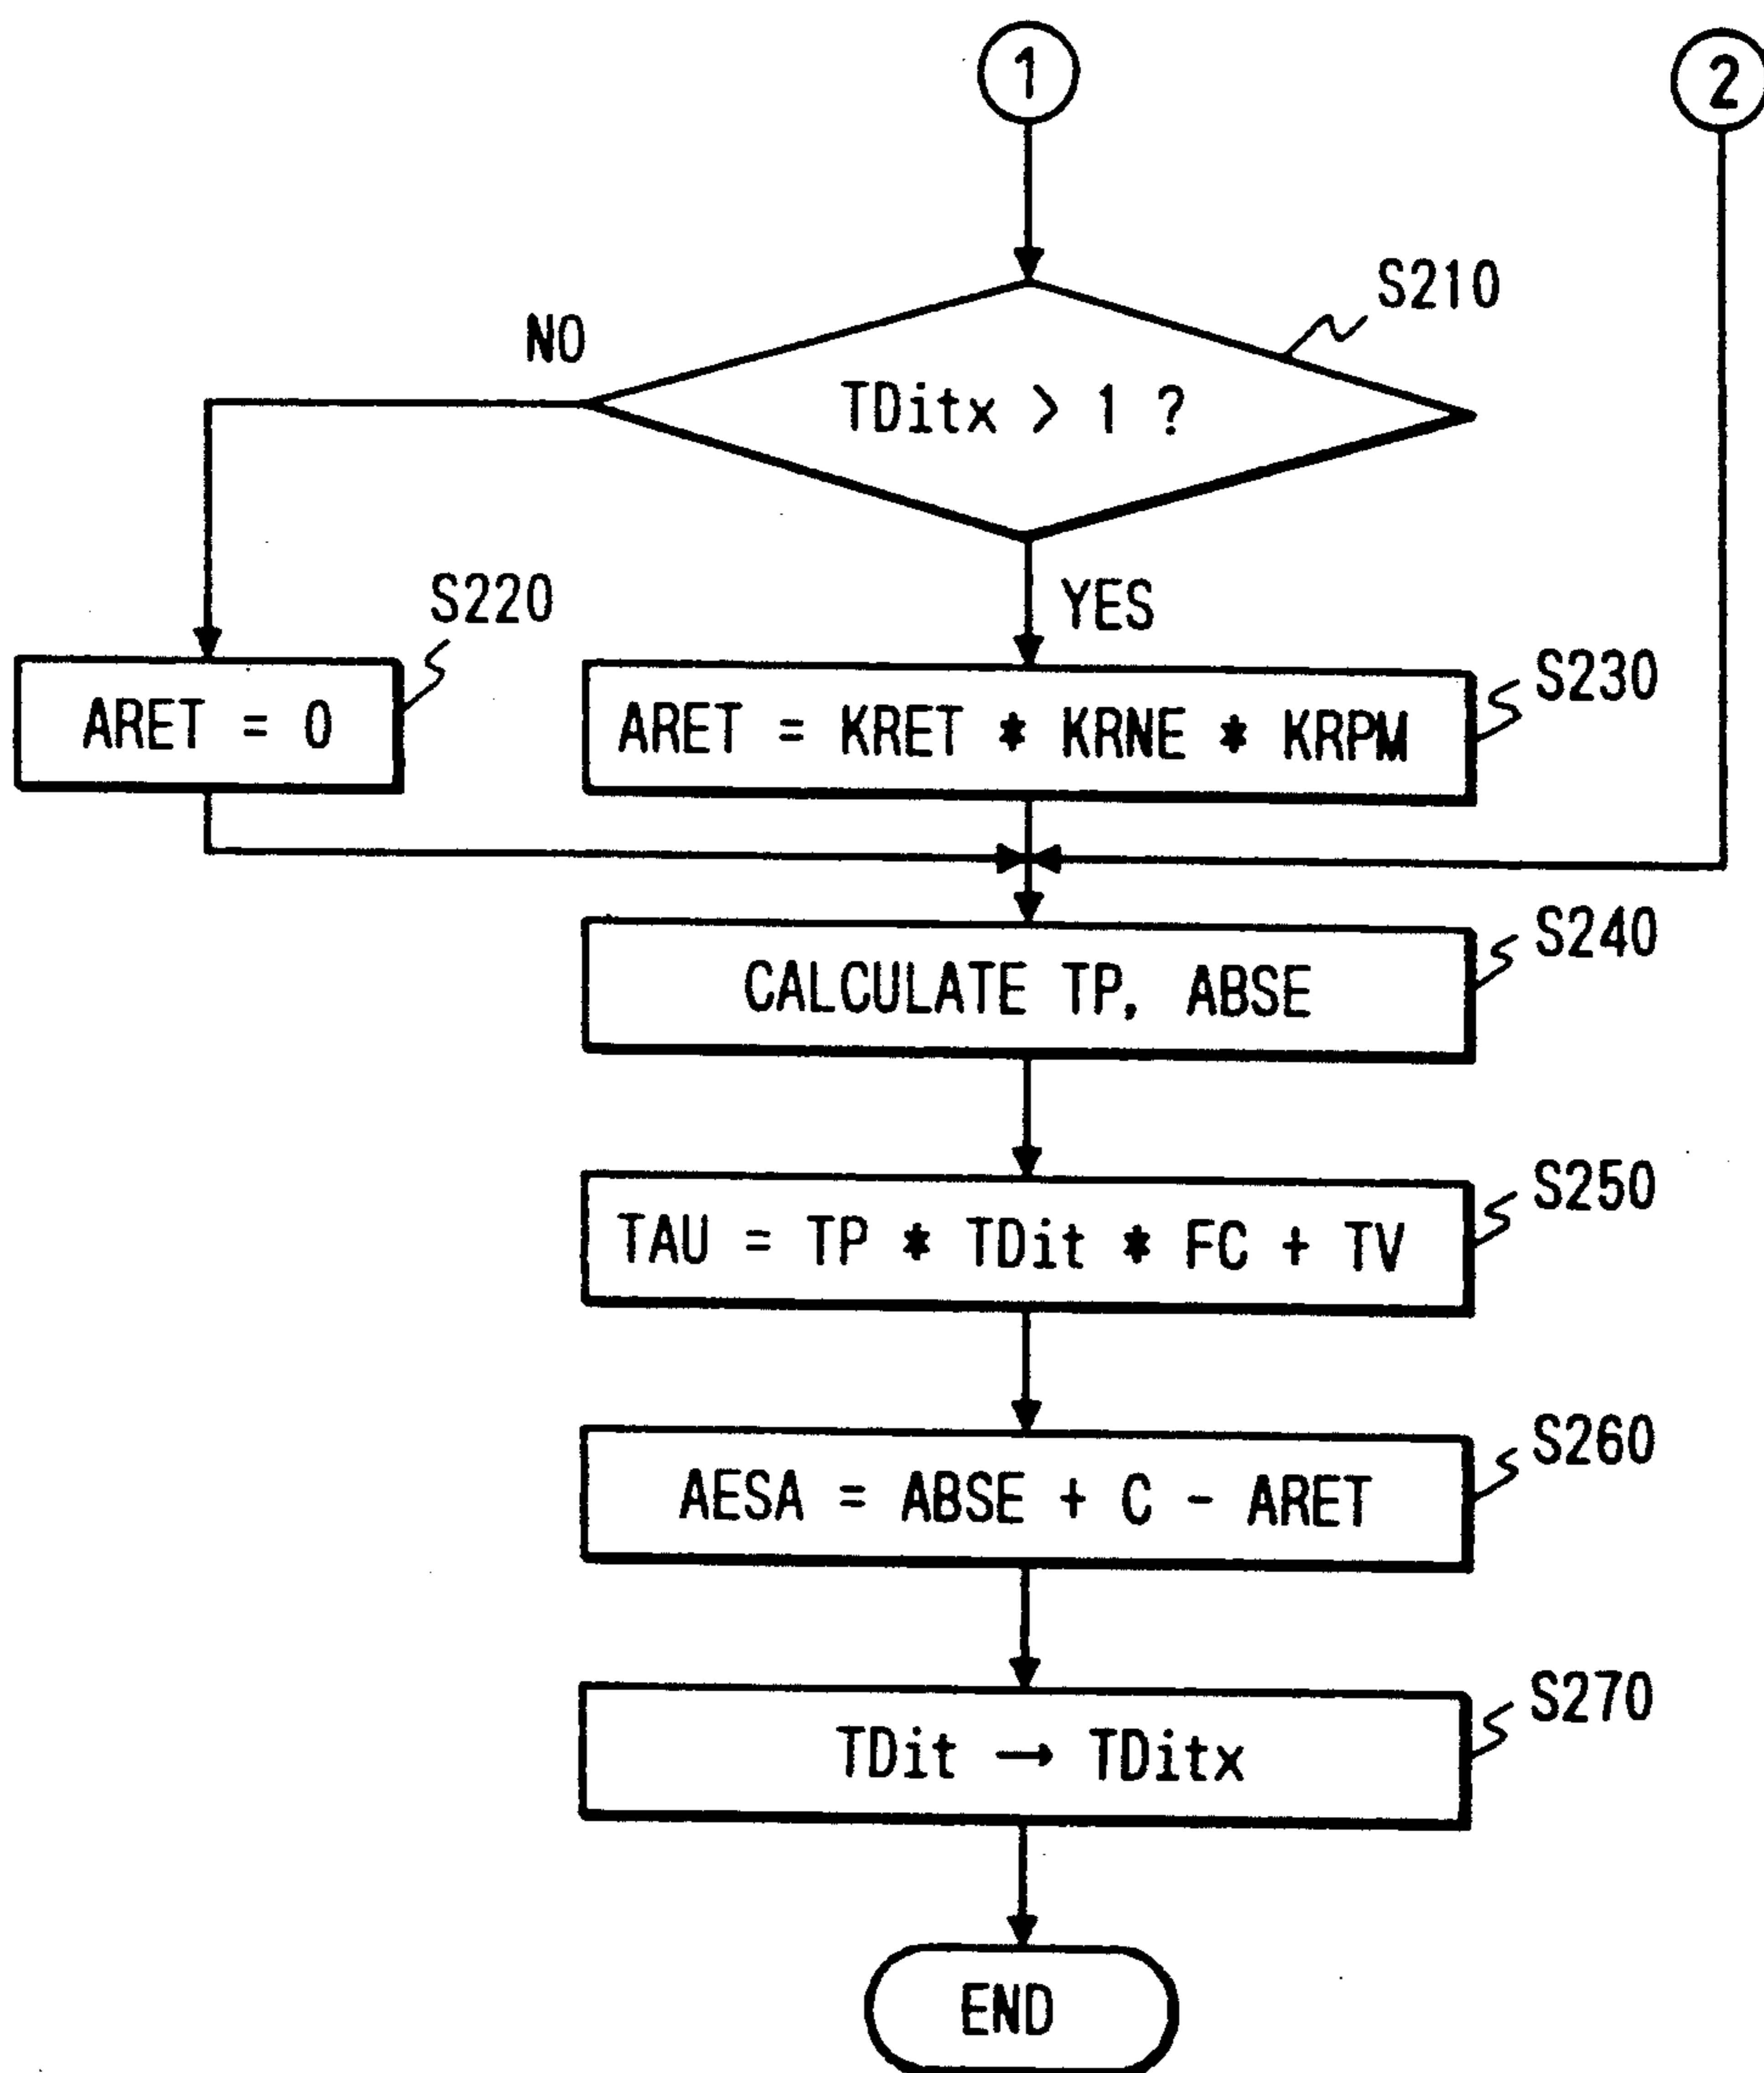 1
2
S210
NO
TDitx > 1 ?
S220
YES
S230
ARET = 0
ARET = KRET * KRNE * KRPM
S240
CALCULATE TP, ABSE
S250
TAU = TP * TDit * FC + TV
S260
AESA = ABSE + C - ARET
S270
TDit → TDitx
END